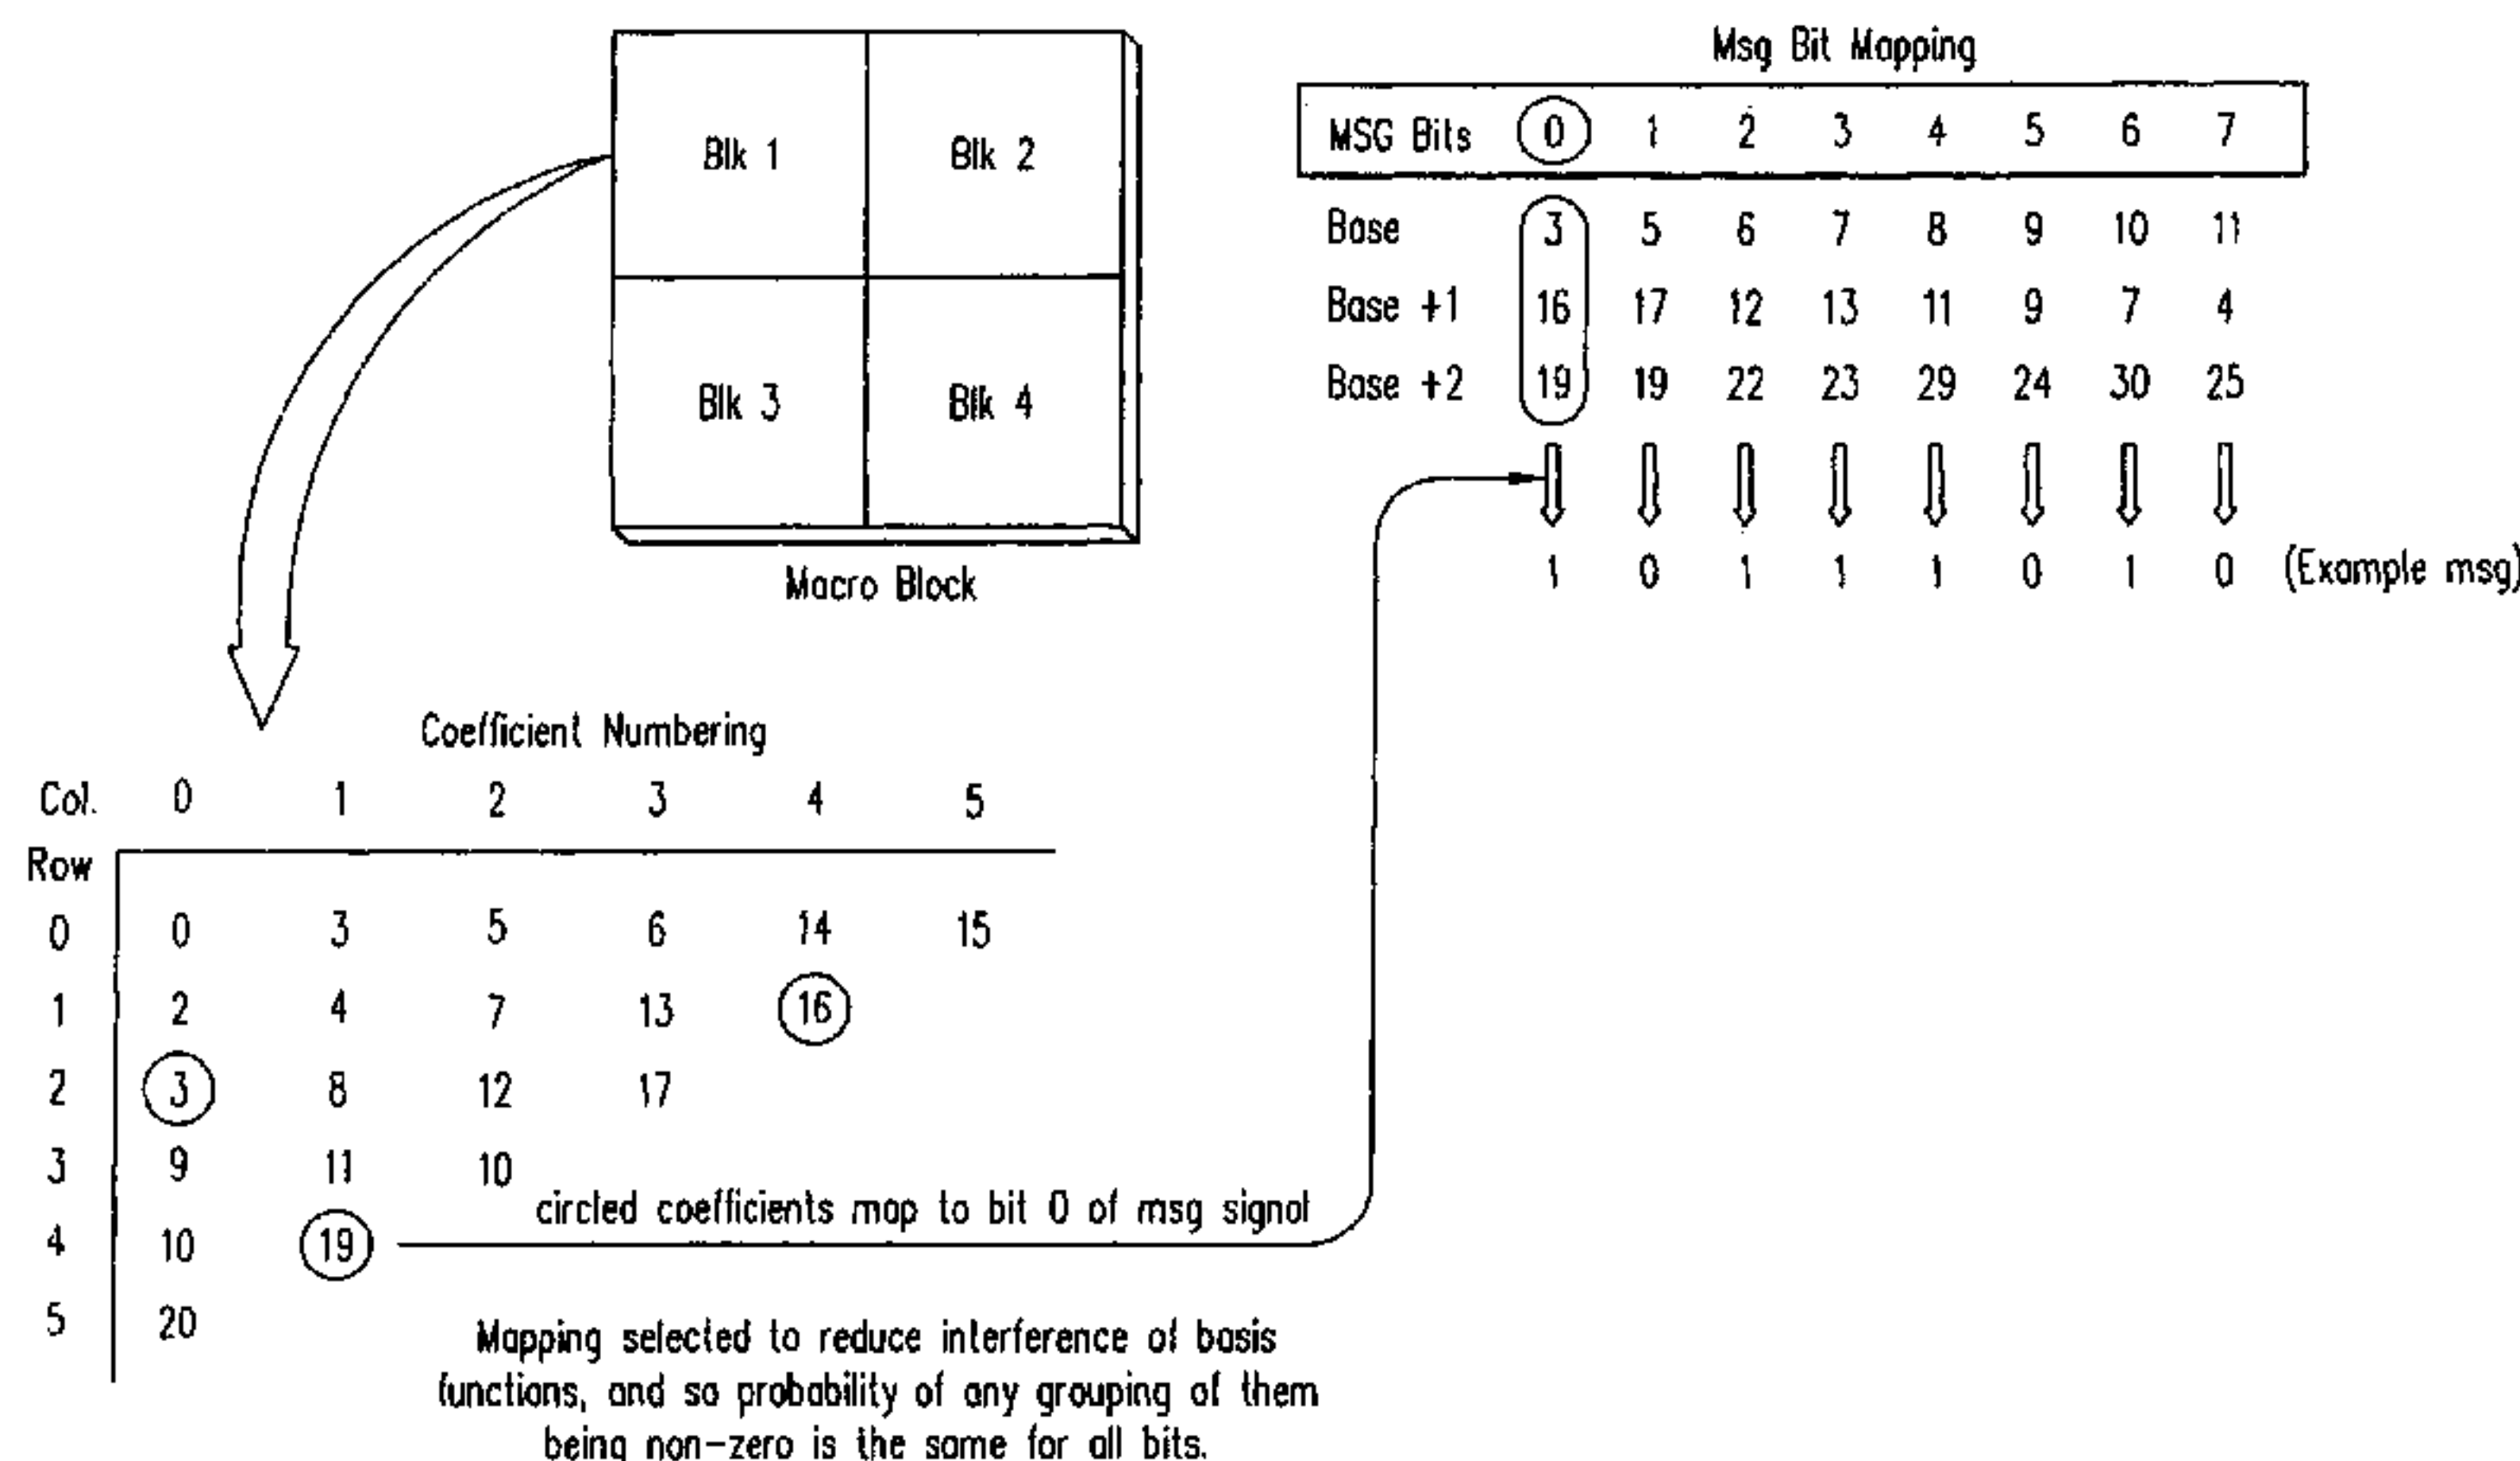 Blk 1 Blk 2
Blk 3 Blk 4
Macro Block
Msg Bit Mapping
MSG Bits 0 1 2 3 4 5 6 7
Base 3 5 6 7 8 9 10 11
Base +1 16 17 12 13 11 9 7 4
Base +2 19 19 22 23 29 24 30 25
1 0 1 1 1 0 1 0 (Example msg)
Coefficient Numbering
Col. 0 1 2 3 4 5
Row
0 0 3 5 6 14 15
1 2 4 7 13 16
2 3 8 12 17
3 9 11 10
circled coefficients map to bit 0 of msg signal
4 10 19
5 20
Mapping selected to reduce interference of basis
functions, and so probability of any grouping of them
being non-zero is the same for all bits.